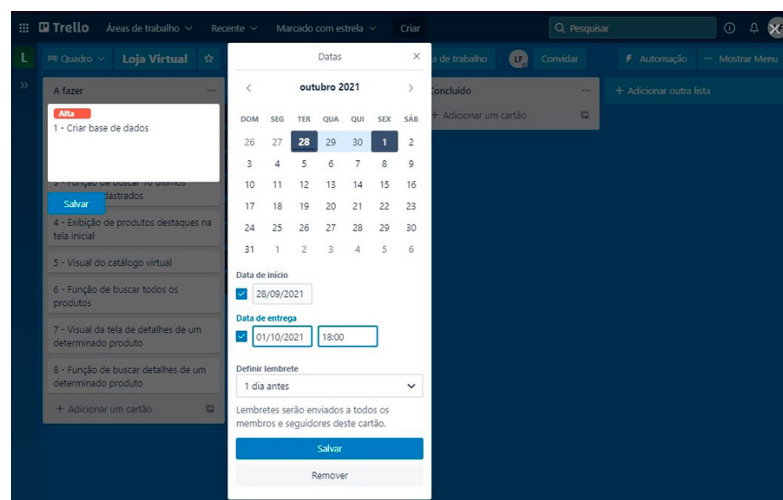 Trello
Áreas de trabalho
Recente
Marcado com estrela
Criar
Pesquisar
L
Quadro
Loja Virtual
a de trabalho
LF
Convidar
Automação
Mostrar Menu
A fazer
Alta
1 - Criar base de dados
Salvar
dastrados
4 - Exibição de produtos destaques na
tela inicial
5 - Visual do catálogo virtual
6 - Função de buscar todos os
produtos
7 - Visual da tela de detalhes de um
determinado produto
8 - Função de buscar detalhes de um
determinado produto
+ Adicionar um cartão
Datas
outubro 2021
DOM SEG TER QUA QUI SEX SÁB
26 27 28 29 30 1 2
3 4 5 6 7 8 9
10 11 12 13 14 15 16
17 18 19 20 21 22 23
24 25 26 27 28 29 30
31 1 2 3 4 5 6
Data de início
28/09/2021
Data de entrega
01/10/2021 18:00
Definir lembrete
1 dia antes
Lembretes serão enviados a todos os
membros e seguidores deste cartão.
Salvar
Remover
Concluído
+ Adicionar um cartão
+ Adicionar outra lista